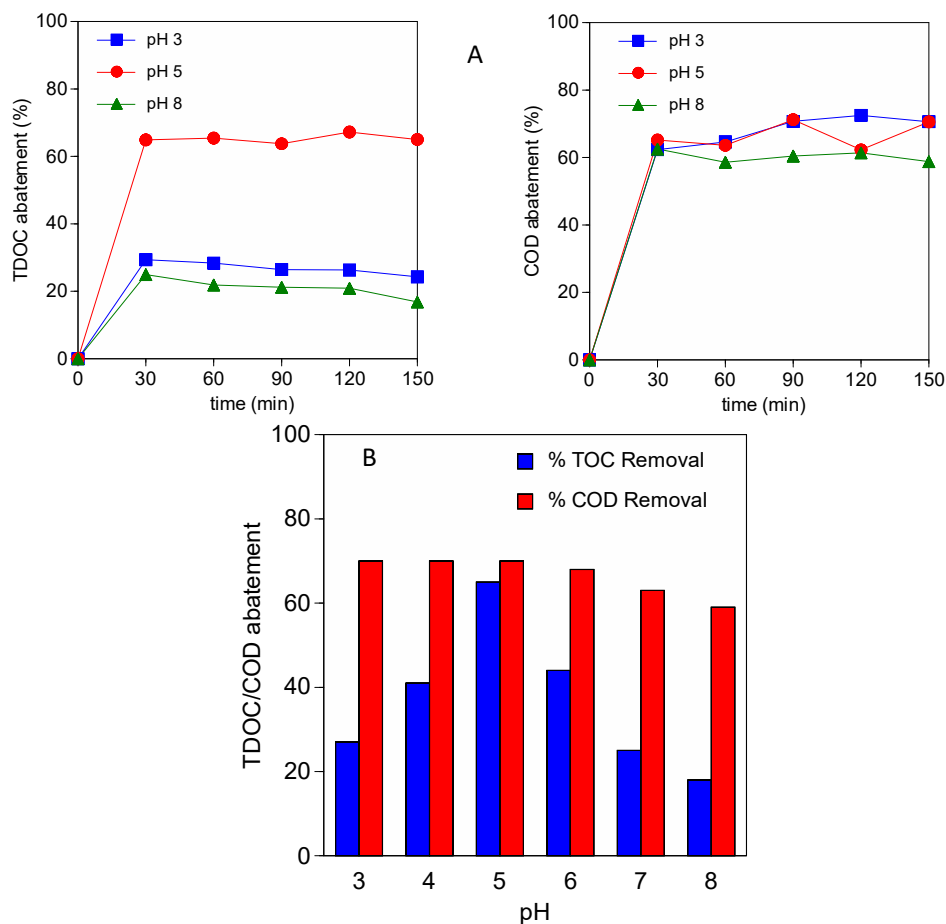 100
80
60
40
20
0
TDOC abatement (%)
pH 3
pH 5
pH 8
0 30 60 90 120 150
time (min)
A
100
80
60
40
20
0
COD abatement (%)
pH 3
pH 5
pH 8
0 30 60 90 120 150
time (min)
B
100
80
60
40
20
0
TDOC/COD abatement
% TOC Removal
% COD Removal
3 4 5 6 7 8
pH